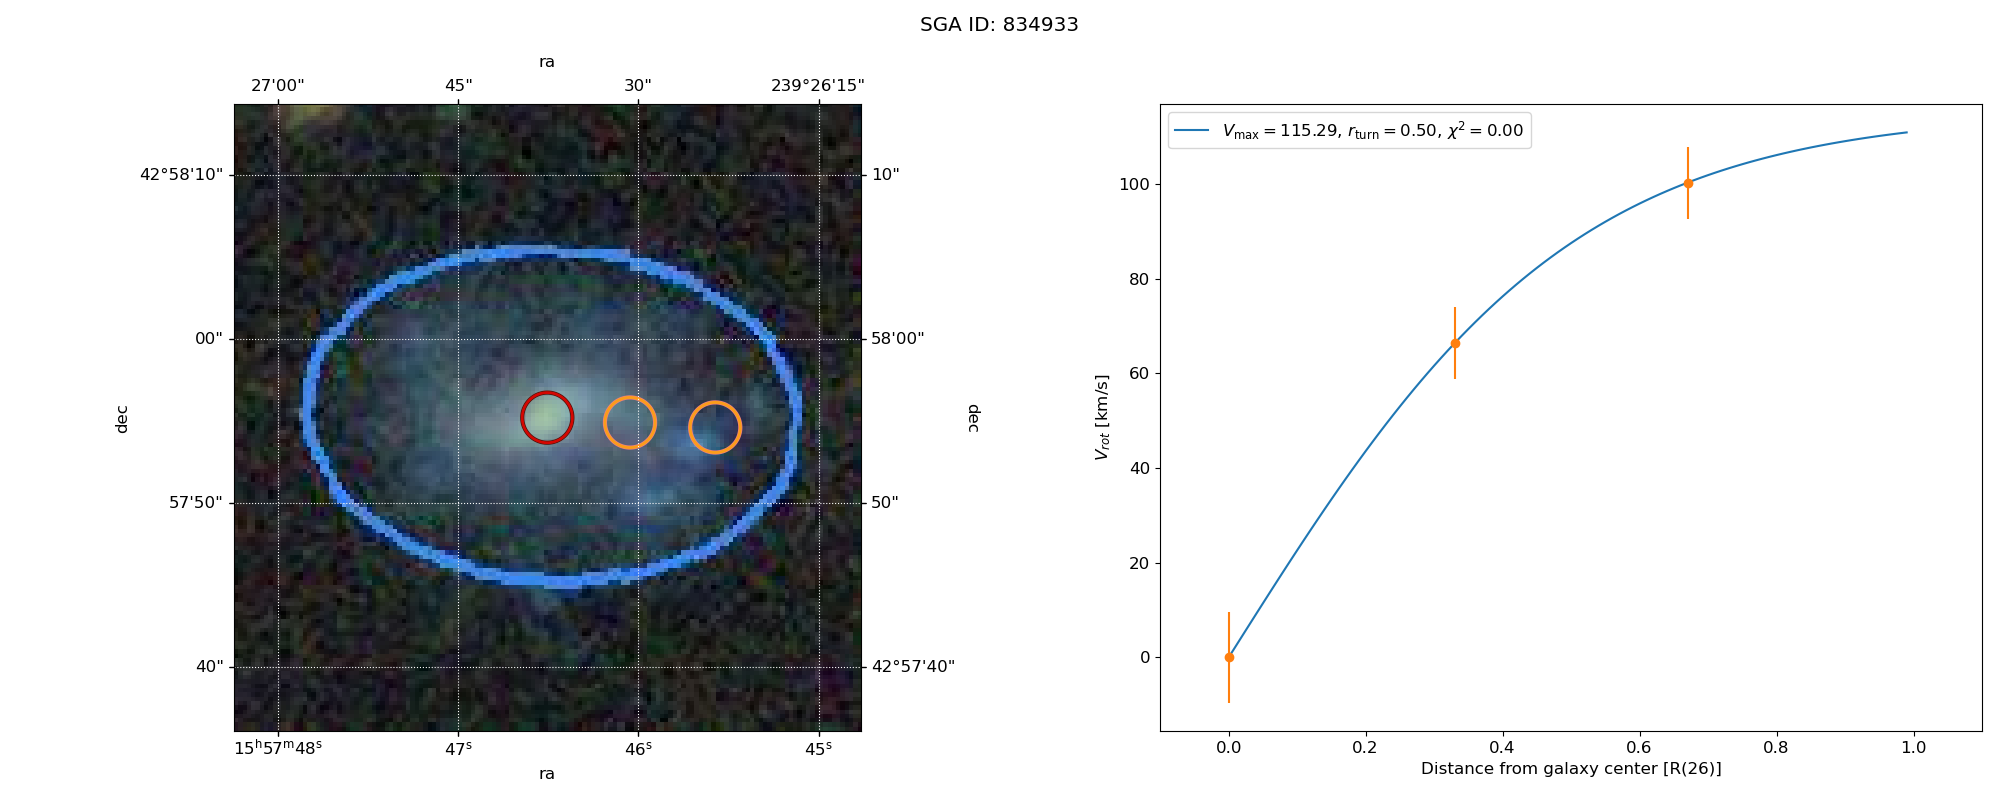 SGA ID: 834933
ra
27'00" 45" 30" 239°26'15"
42°58'10" 10"
00" 58'00"
dec dec
57'50" 50"
40" 42°57'40"
15ʰ57ᵐ48ˢ 47ˢ 46ˢ 45ˢ
ra
V_max = 115.29, r_turn = 0.50, χ² = 0.00
100
80
60
40
20
0
V_rot [km/s]
0.0 0.2 0.4 0.6 0.8 1.0
Distance from galaxy center [R(26)]